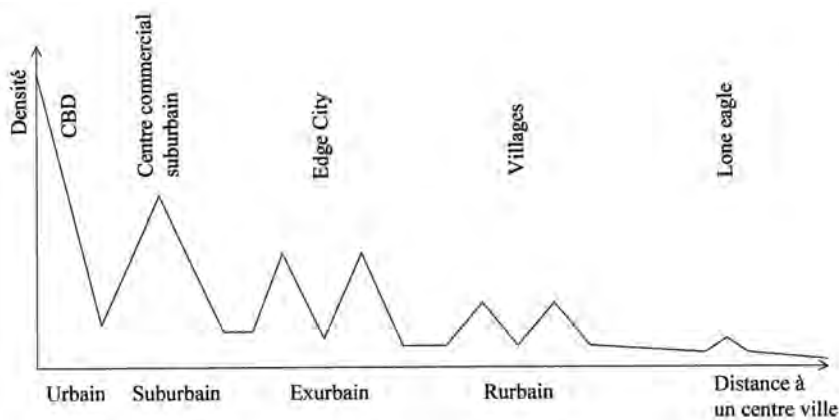 Densité
CBD
Centre commercial
suburbain
Edge City
Villages
Lone eagle
Urbain
Suburbain
Exurbain
Rurbain
Distance à
un centre ville